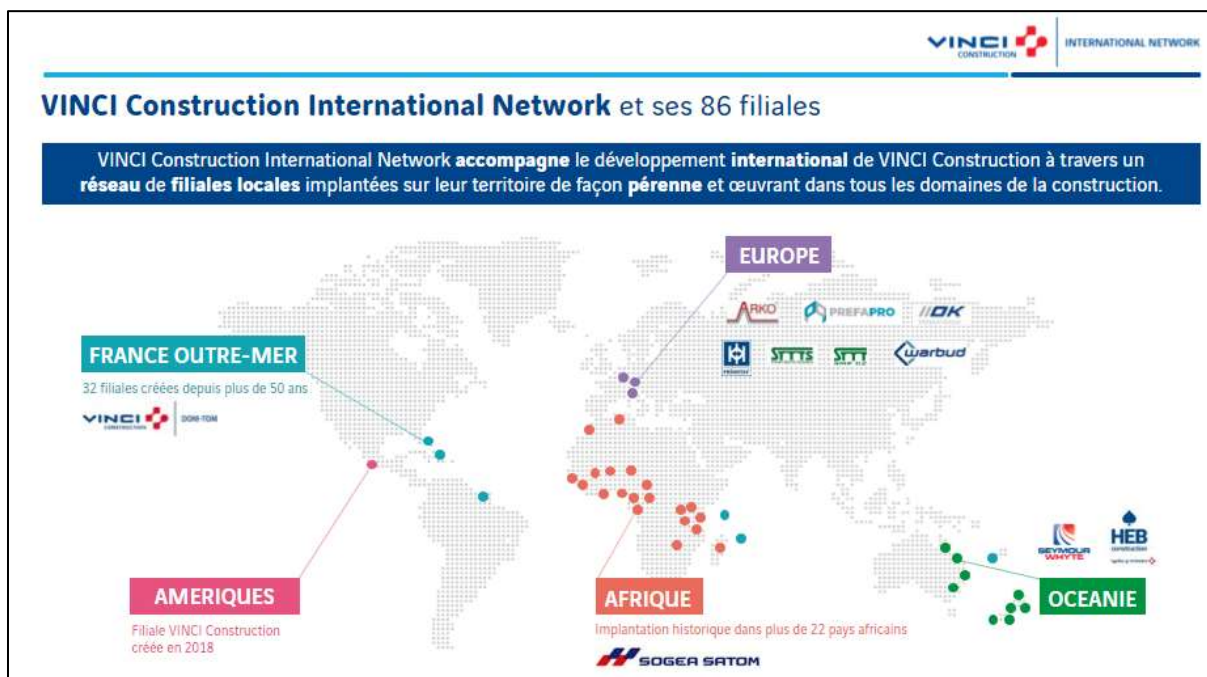 VINCI
CONSTRUCTION
INTERNATIONAL NETWORK
VINCI Construction International Network et ses 86 filiales
VINCI Construction International Network accompagne le développement international de VINCI Construction à travers un
réseau de filiales locales implantées sur leur territoire de façon pérenne et œuvrant dans tous les domaines de la construction.
EUROPE
ARKO
PREFAPRO
OK
STTTS
STTT
warbud
FRANCE OUTRE-MER
32 filiales créées depuis plus de 50 ans
VINCI
CONSTRUCTION
DOM-TOM
SEYMOUR
WHYTE
HEB
construction
AMERIQUES
Filiale VINCI Construction
créée en 2018
AFRIQUE
Implantation historique dans plus de 22 pays africains
SOGEA SATOM
OCEANIE